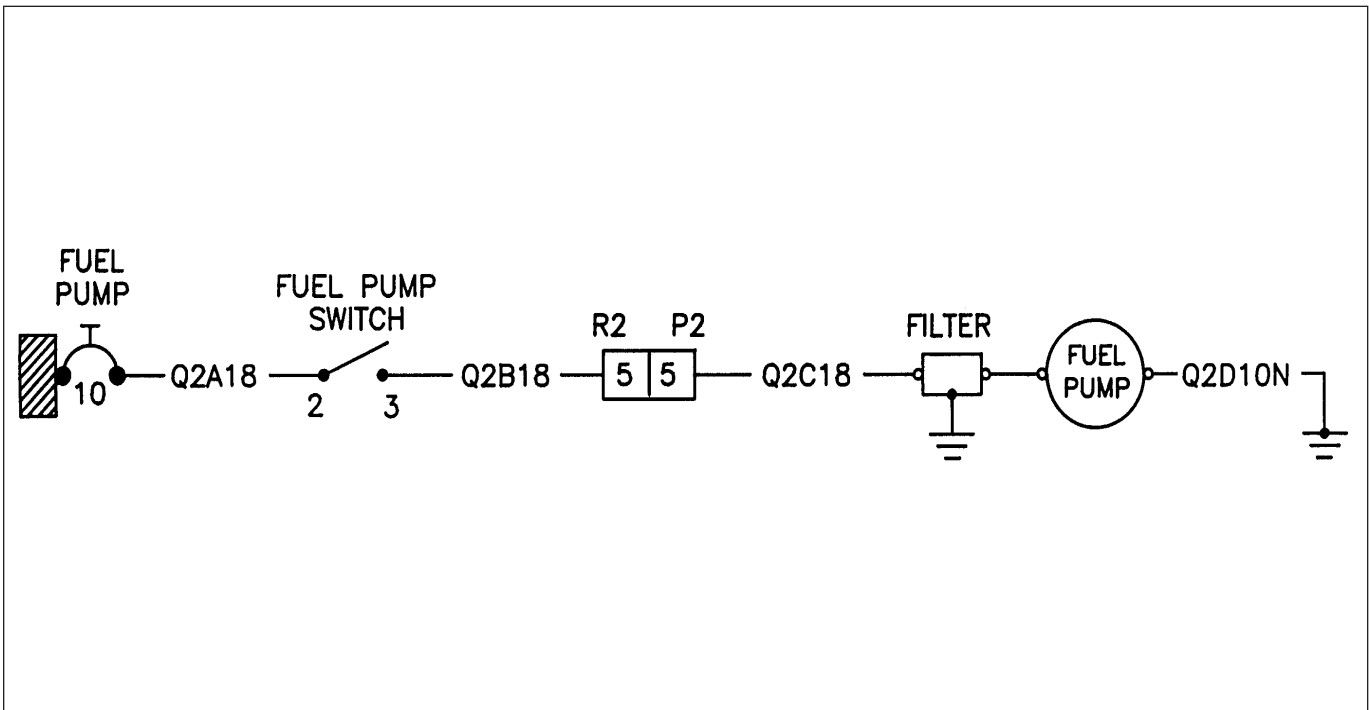 FUEL
PUMP
10
Q2A18
FUEL PUMP
SWITCH
2
3
Q2B18
R2
P2
5
5
Q2C18
FILTER
FUEL
PUMP
Q2D10N